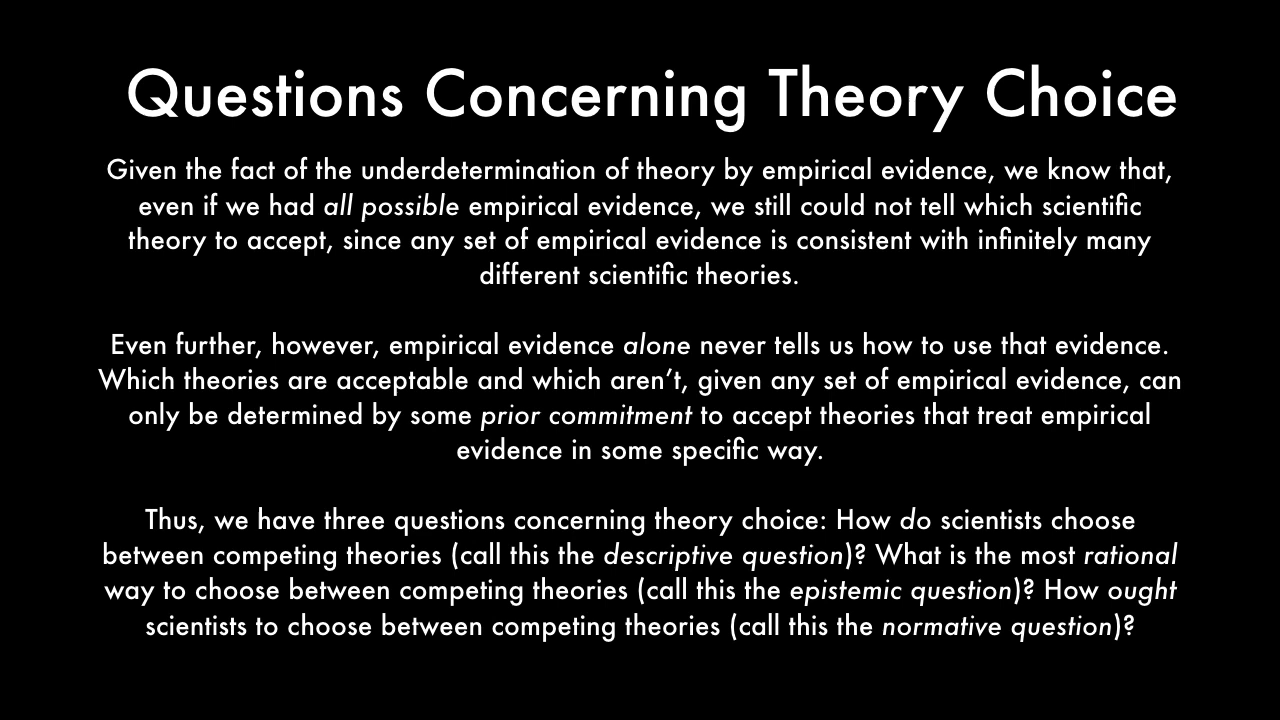 Questions Concerning Theory Choice
Given the fact of the underdetermination of theory by empirical evidence, we know that,
even if we had all possible empirical evidence, we still could not tell which scientific
theory to accept, since any set of empirical evidence is consistent with infinitely many
different scientific theories.
Even further, however, empirical evidence alone never tells us how to use that evidence.
Which theories are acceptable and which aren’t, given any set of empirical evidence, can
only be determined by some prior commitment to accept theories that treat empirical
evidence in some specific way.
Thus, we have three questions concerning theory choice: How do scientists choose
between competing theories (call this the descriptive question)? What is the most rational
way to choose between competing theories (call this the epistemic question)? How ought
scientists to choose between competing theories (call this the normative question)?